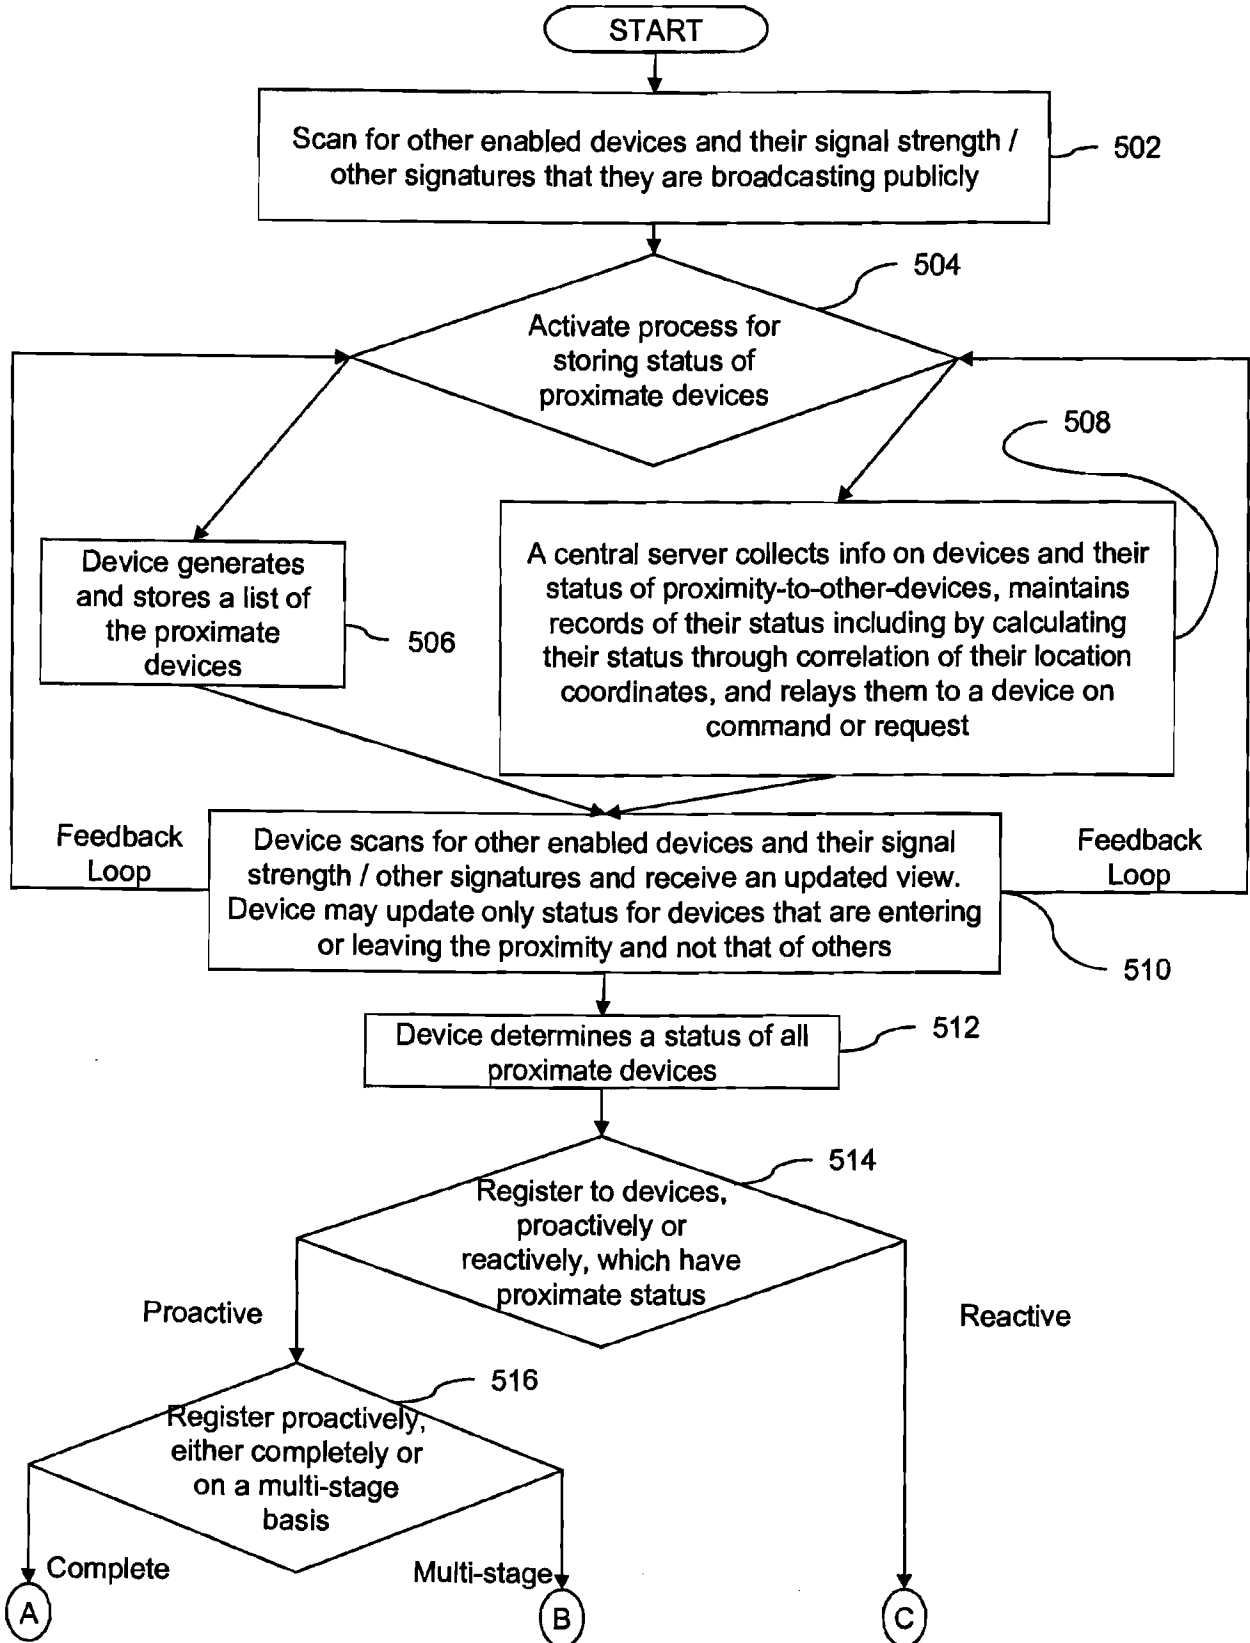 START
Scan for other enabled devices and their signal strength /
other signatures that they are broadcasting publicly
502
504
Activate process for
storing status of
proximate devices
508
Device generates
and stores a list of
the proximate
devices
506
A central server collects info on devices and their
status of proximity-to-other-devices, maintains
records of their status including by calculating
their status through correlation of their location
coordinates, and relays them to a device on
command or request
Feedback
Loop
Device scans for other enabled devices and their signal
strength / other signatures and receive an updated view.
Device may update only status for devices that are entering
or leaving the proximity and not that of others
Feedback
Loop
510
Device determines a status of all
proximate devices
512
514
Register to devices,
proactively or
reactively, which have
proximate status
Proactive
Reactive
516
Register proactively,
either completely or
on a multi-stage
basis
Complete
Multi-stage
A
B
C